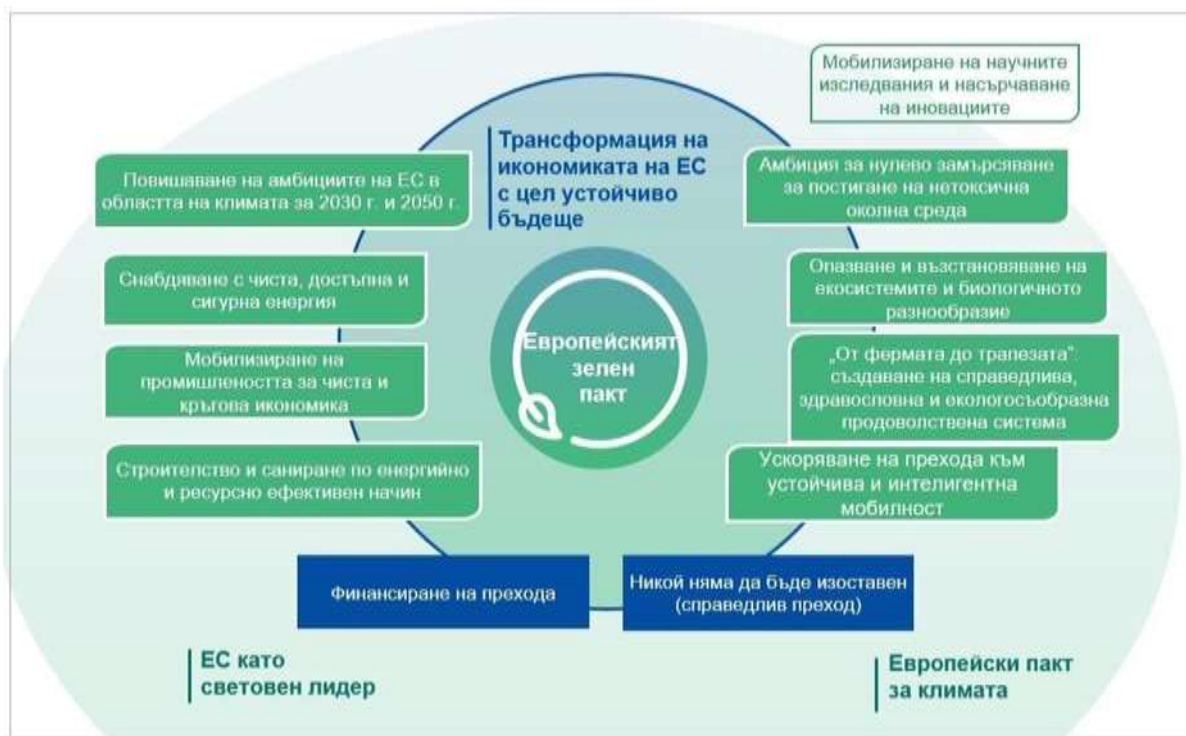 Мобилизиране на научните
изследвания и насърчаване
на иновациите
Трансформация на
икономиката на ЕС
с цел устойчиво
бъдеще
Повишаване на амбициите на ЕС в
областта на климата за 2030 г. и 2050 г.
Снабдяване с чиста, достъпна и
сигурна енергия
Мобилизиране на
промишлеността за чиста и
кръгова икономика
Строителство и саниране по енергийно
и ресурсно ефективен начин
Европейският
зелен
пакт
Амбиция за нулево замърсяване
за постигане на нетоксична
околна среда
Опазване и възстановяване на
екосистемите и биологичното
разнообразие
„От фермата до трапезата“:
създаване на справедлива,
здравословна и екологосъобразна
продоволствена система
Ускоряване на прехода към
устойчива и интелигентна
мобилност
Финансиране на прехода
Никой няма да бъде изоставен
(справедлив преход)
ЕС като
световен лидер
Европейски пакт
за климата